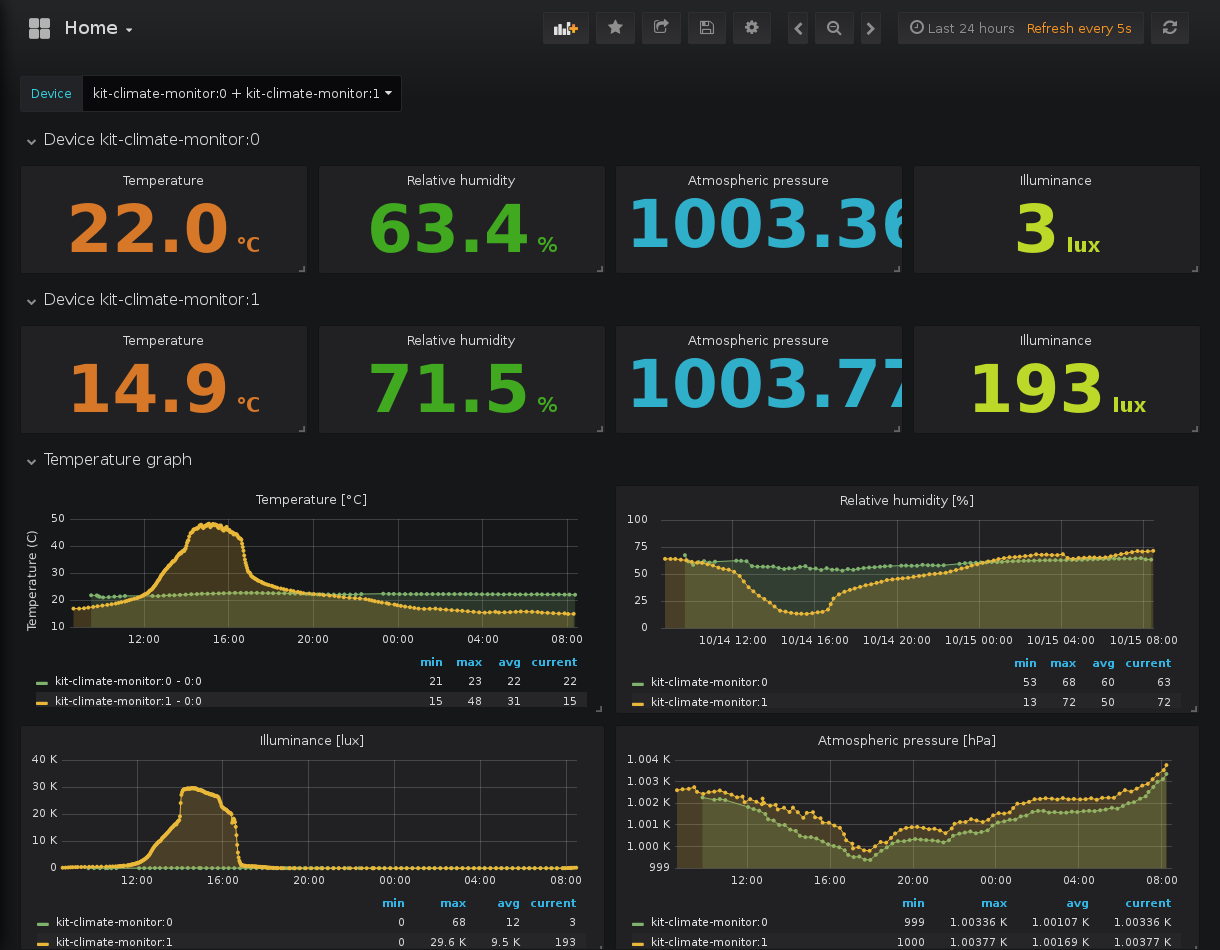 Home
Last 24 hours Refresh every 5s
Device kit-climate-monitor:0 + kit-climate-monitor:1
Device kit-climate-monitor:0
Temperature Relative humidity Atmospheric pressure Illuminance
22.0 °C 63.4 % 1003.36 3 lux
Device kit-climate-monitor:1
Temperature Relative humidity Atmospheric pressure Illuminance
14.9 °C 71.5 % 1003.77 193 lux
Temperature graph
Temperature [°C]
Temperature (C)
50
40
30
20
10
12:00 16:00 20:00 00:00 04:00 08:00
min max avg current
kit-climate-monitor:0 - 0:0 21 23 22 22
kit-climate-monitor:1 - 0:0 15 48 31 15
Relative humidity [%]
100
75
50
25
0
10/14 12:00 10/14 16:00 10/14 20:00 10/15 00:00 10/15 04:00 10/15 08:00
min max avg current
kit-climate-monitor:0 53 68 60 63
kit-climate-monitor:1 13 72 50 72
Illuminance [lux]
40 K
30 K
20 K
10 K
0
12:00 16:00 20:00 00:00 04:00 08:00
min max avg current
kit-climate-monitor:0 0 68 12 3
kit-climate-monitor:1 0 29.6 K 9.5 K 193
Atmospheric pressure [hPa]
1.004 K
1.003 K
1.002 K
1.001 K
1.000 K
999
12:00 16:00 20:00 00:00 04:00 08:00
min max avg current
kit-climate-monitor:0 999 1.00336 K 1.00107 K 1.00336 K
kit-climate-monitor:1 1000 1.00377 K 1.00169 K 1.00377 K